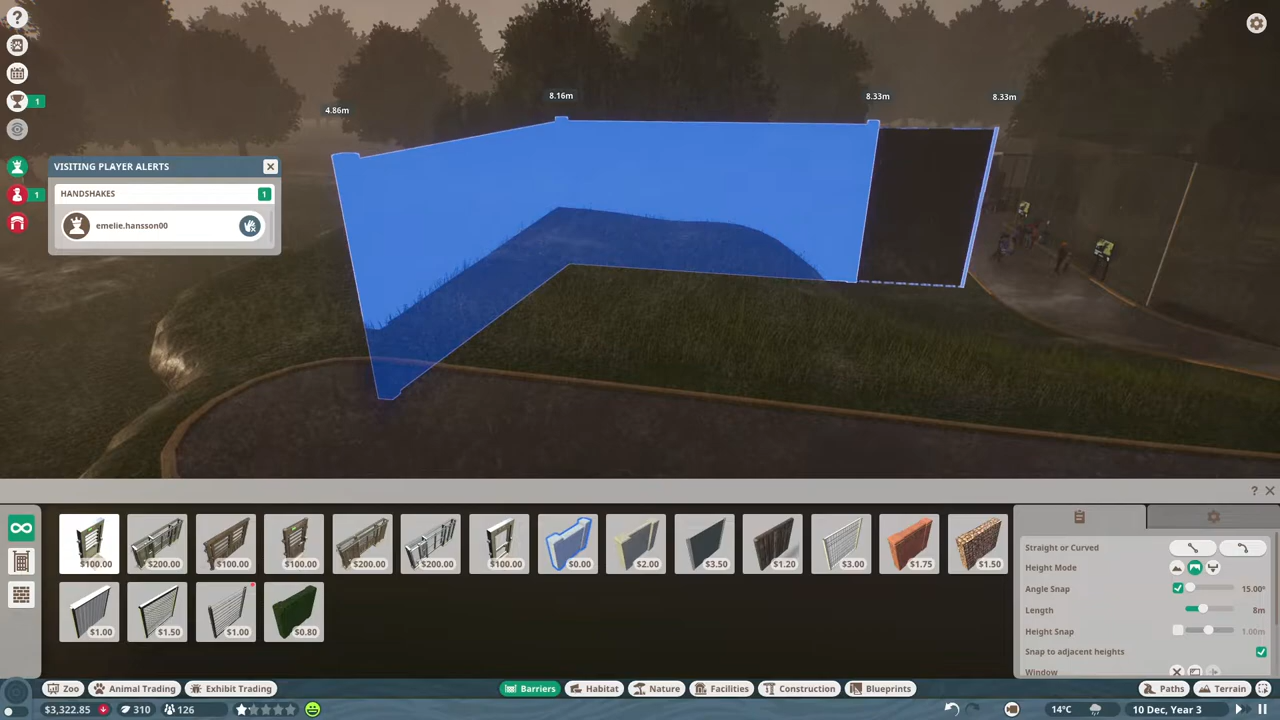 ?
4.86m
8.16m
8.33m
8.33m
1
VISITING PLAYER ALERTS
HANDSHAKES
1
emelie.hansson00
1
?
$100.00
$200.00
$100.00
$100.00
$200.00
$200.00
$100.00
$0.00
$2.00
$3.50
$1.20
$3.00
$1.75
$1.50
$1.00
$1.50
$1.00
$0.80
Straight or Curved
Height Mode
Angle Snap
15.00°
Length
8m
Height Snap
1.00m
Snap to adjacent heights
Window
Zoo
Animal Trading
Exhibit Trading
Barriers
Habitat
Nature
Facilities
Construction
Blueprints
Paths
Terrain
$3,322.85
310
126
14°C
10 Dec, Year 3